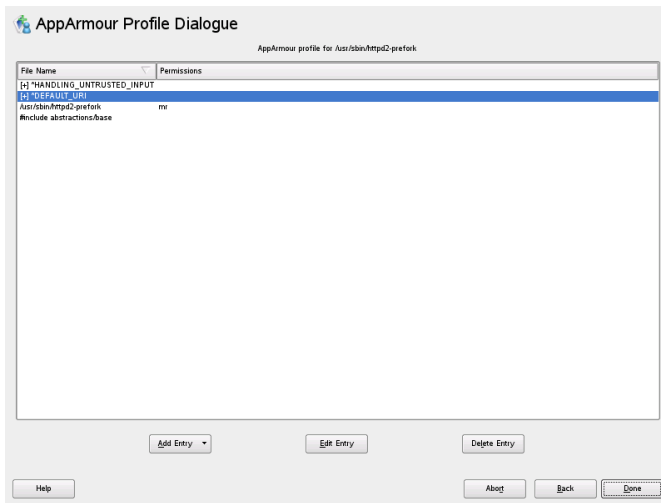 AppArmour Profile Dialogue
AppArmour profile for /usr/sbin/httpd2-prefork
File Name Permissions
[+] ^HANDLING_UNTRUSTED_INPUT
[+] ^DEFAULT_URI
/usr/sbin/httpd2-prefork mr
#include abstractions/base
Add Entry Edit Entry Delete Entry
Help Abort Back Done